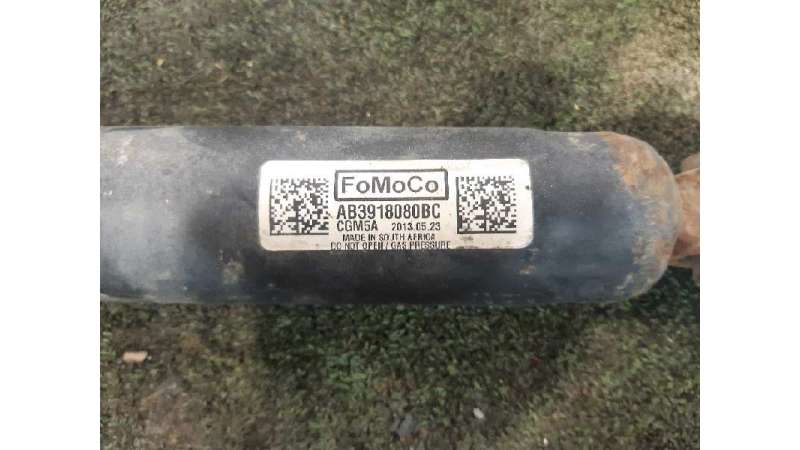 FoMoCo
AB3918080BC
CGM5A 2013.05.23
MADE IN SOUTH AFRICA
DO NOT OPEN / GAS PRESSURE